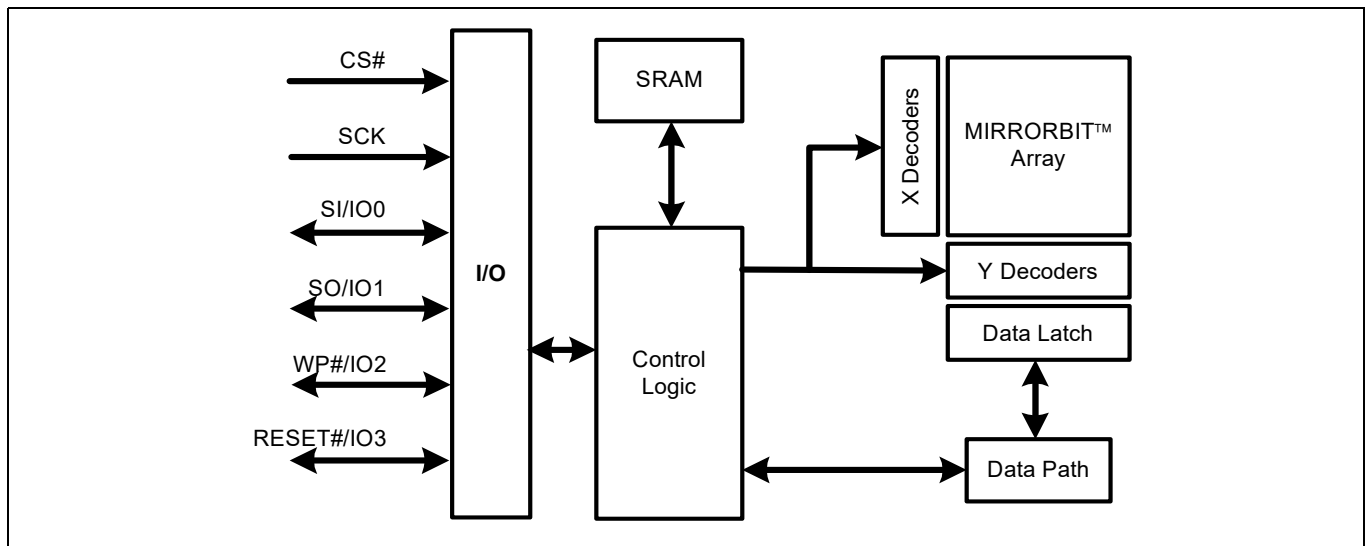 CS#
SCK
SI/IO0
SO/IO1
WP#/IO2
RESET#/IO3
I/O
SRAM
Control
Logic
X Decoders
MIRRORBIT™
Array
Y Decoders
Data Latch
Data Path